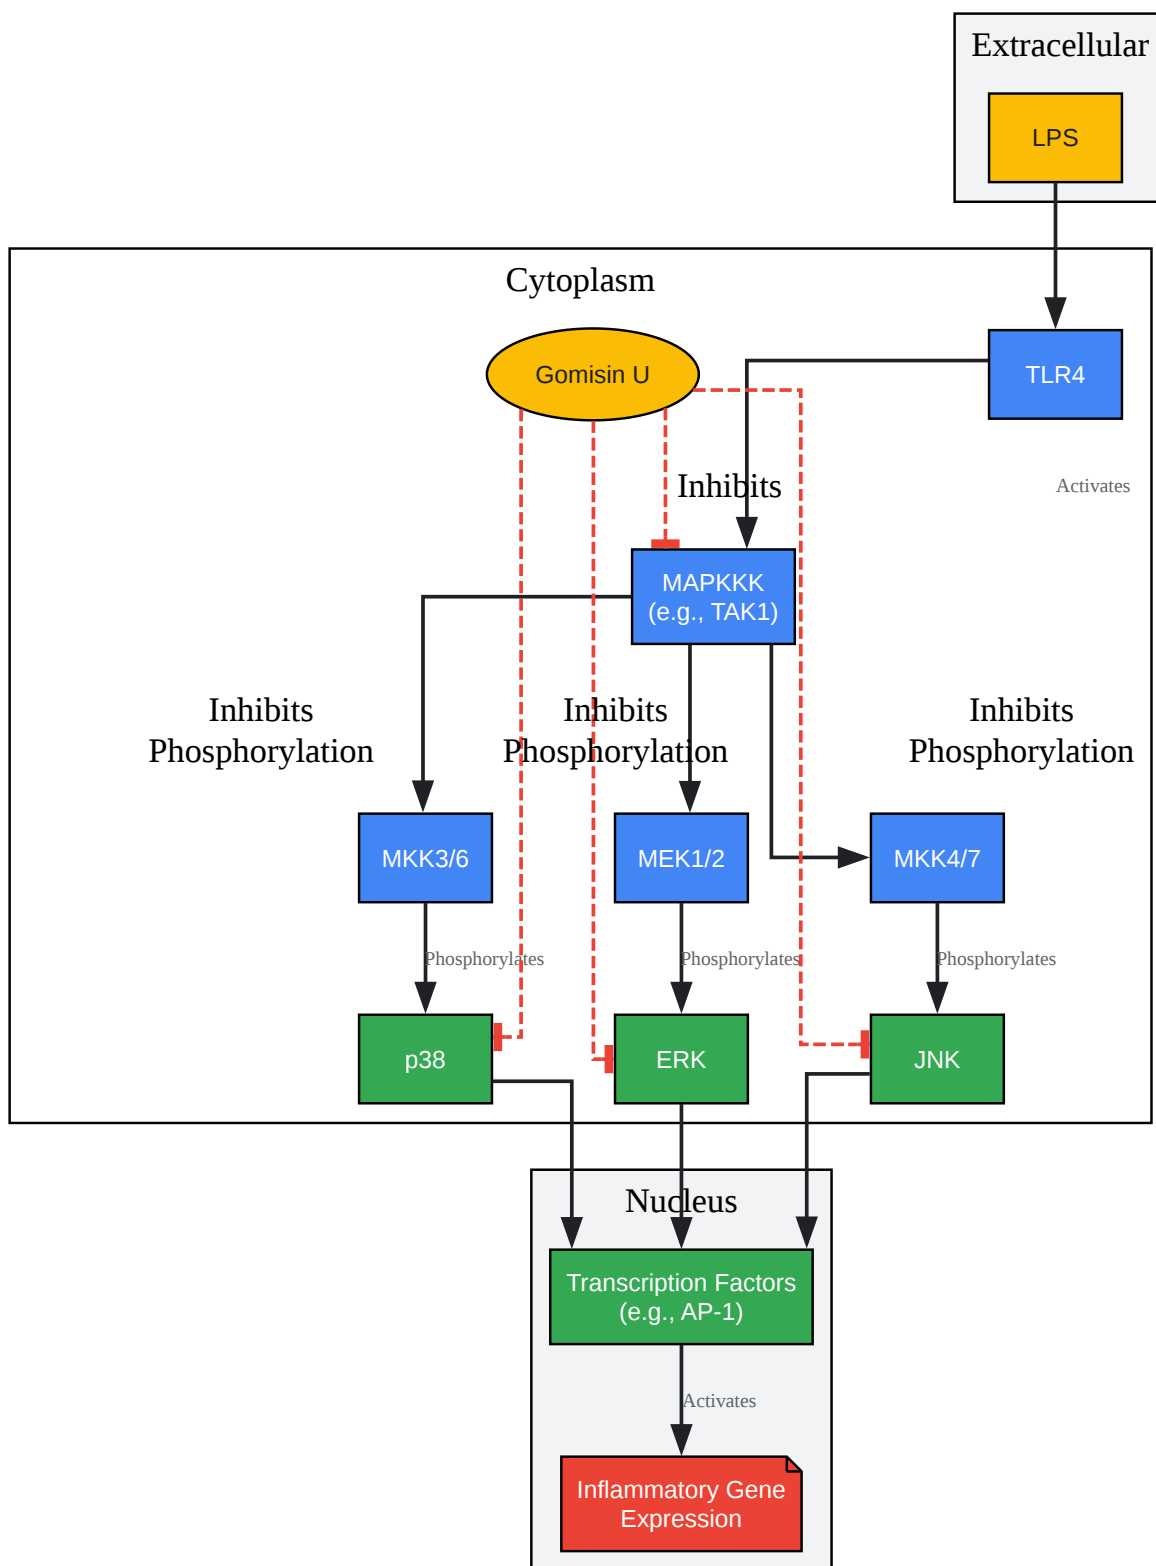 Extracellular
LPS
Cytoplasm
Gomisin U
TLR4
Inhibits
Activates
MAPKKK
(e.g., TAK1)
Inhibits
Phosphorylation
Inhibits
Phosphorylation
Inhibits
Phosphorylation
MKK3/6
MEK1/2
MKK4/7
Phosphorylates
Phosphorylates
Phosphorylates
p38
ERK
JNK
Nucleus
Transcription Factors
(e.g., AP-1)
Activates
Inflammatory Gene
Expression